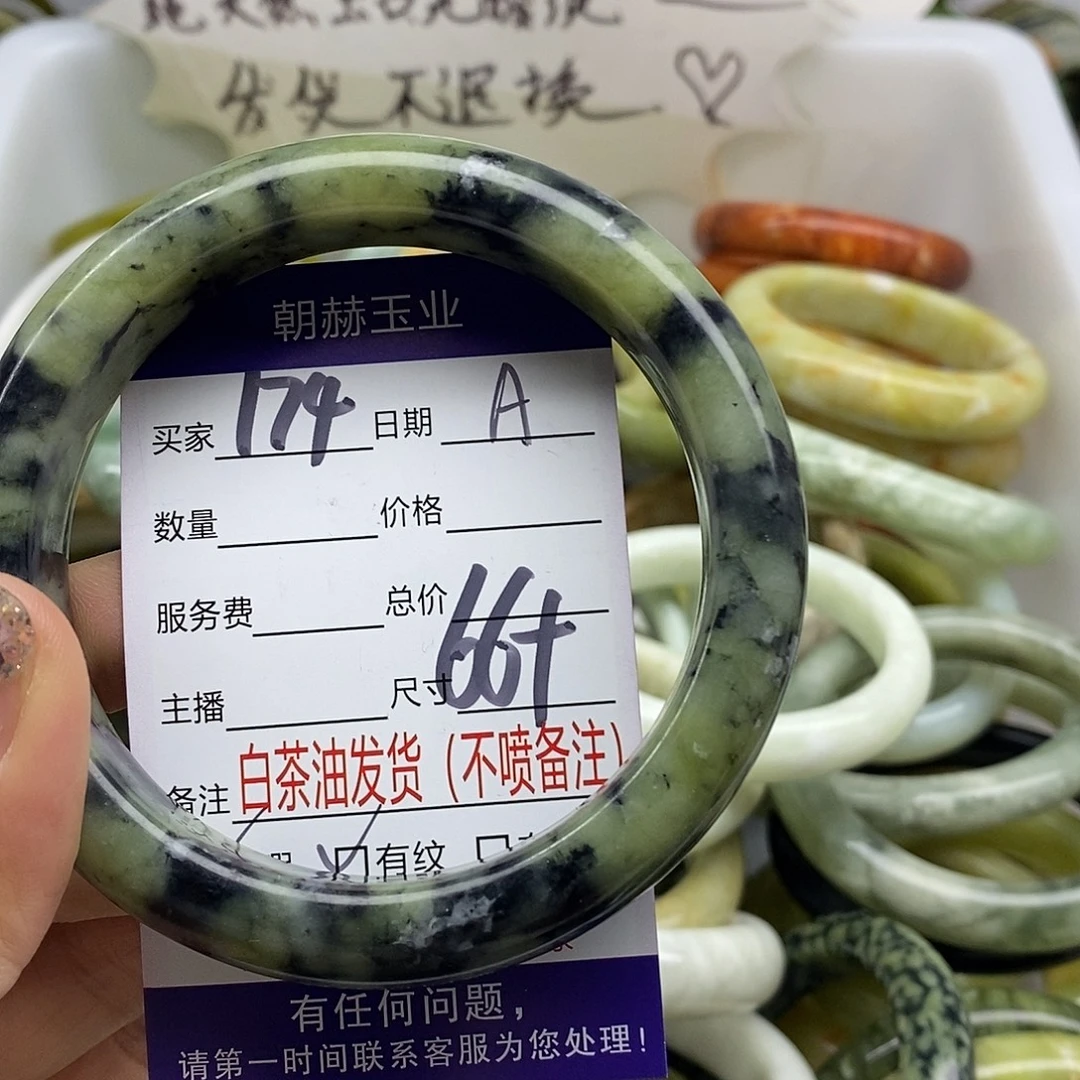 售出不退换 ♡
朝赫玉业
买家 174 日期 A
数量 价格
服务费 总价
主播 尺寸 66+
备注 白茶油发货（不喷备注）
有纹
有任何问题，
请第一时间联系客服为您处理！